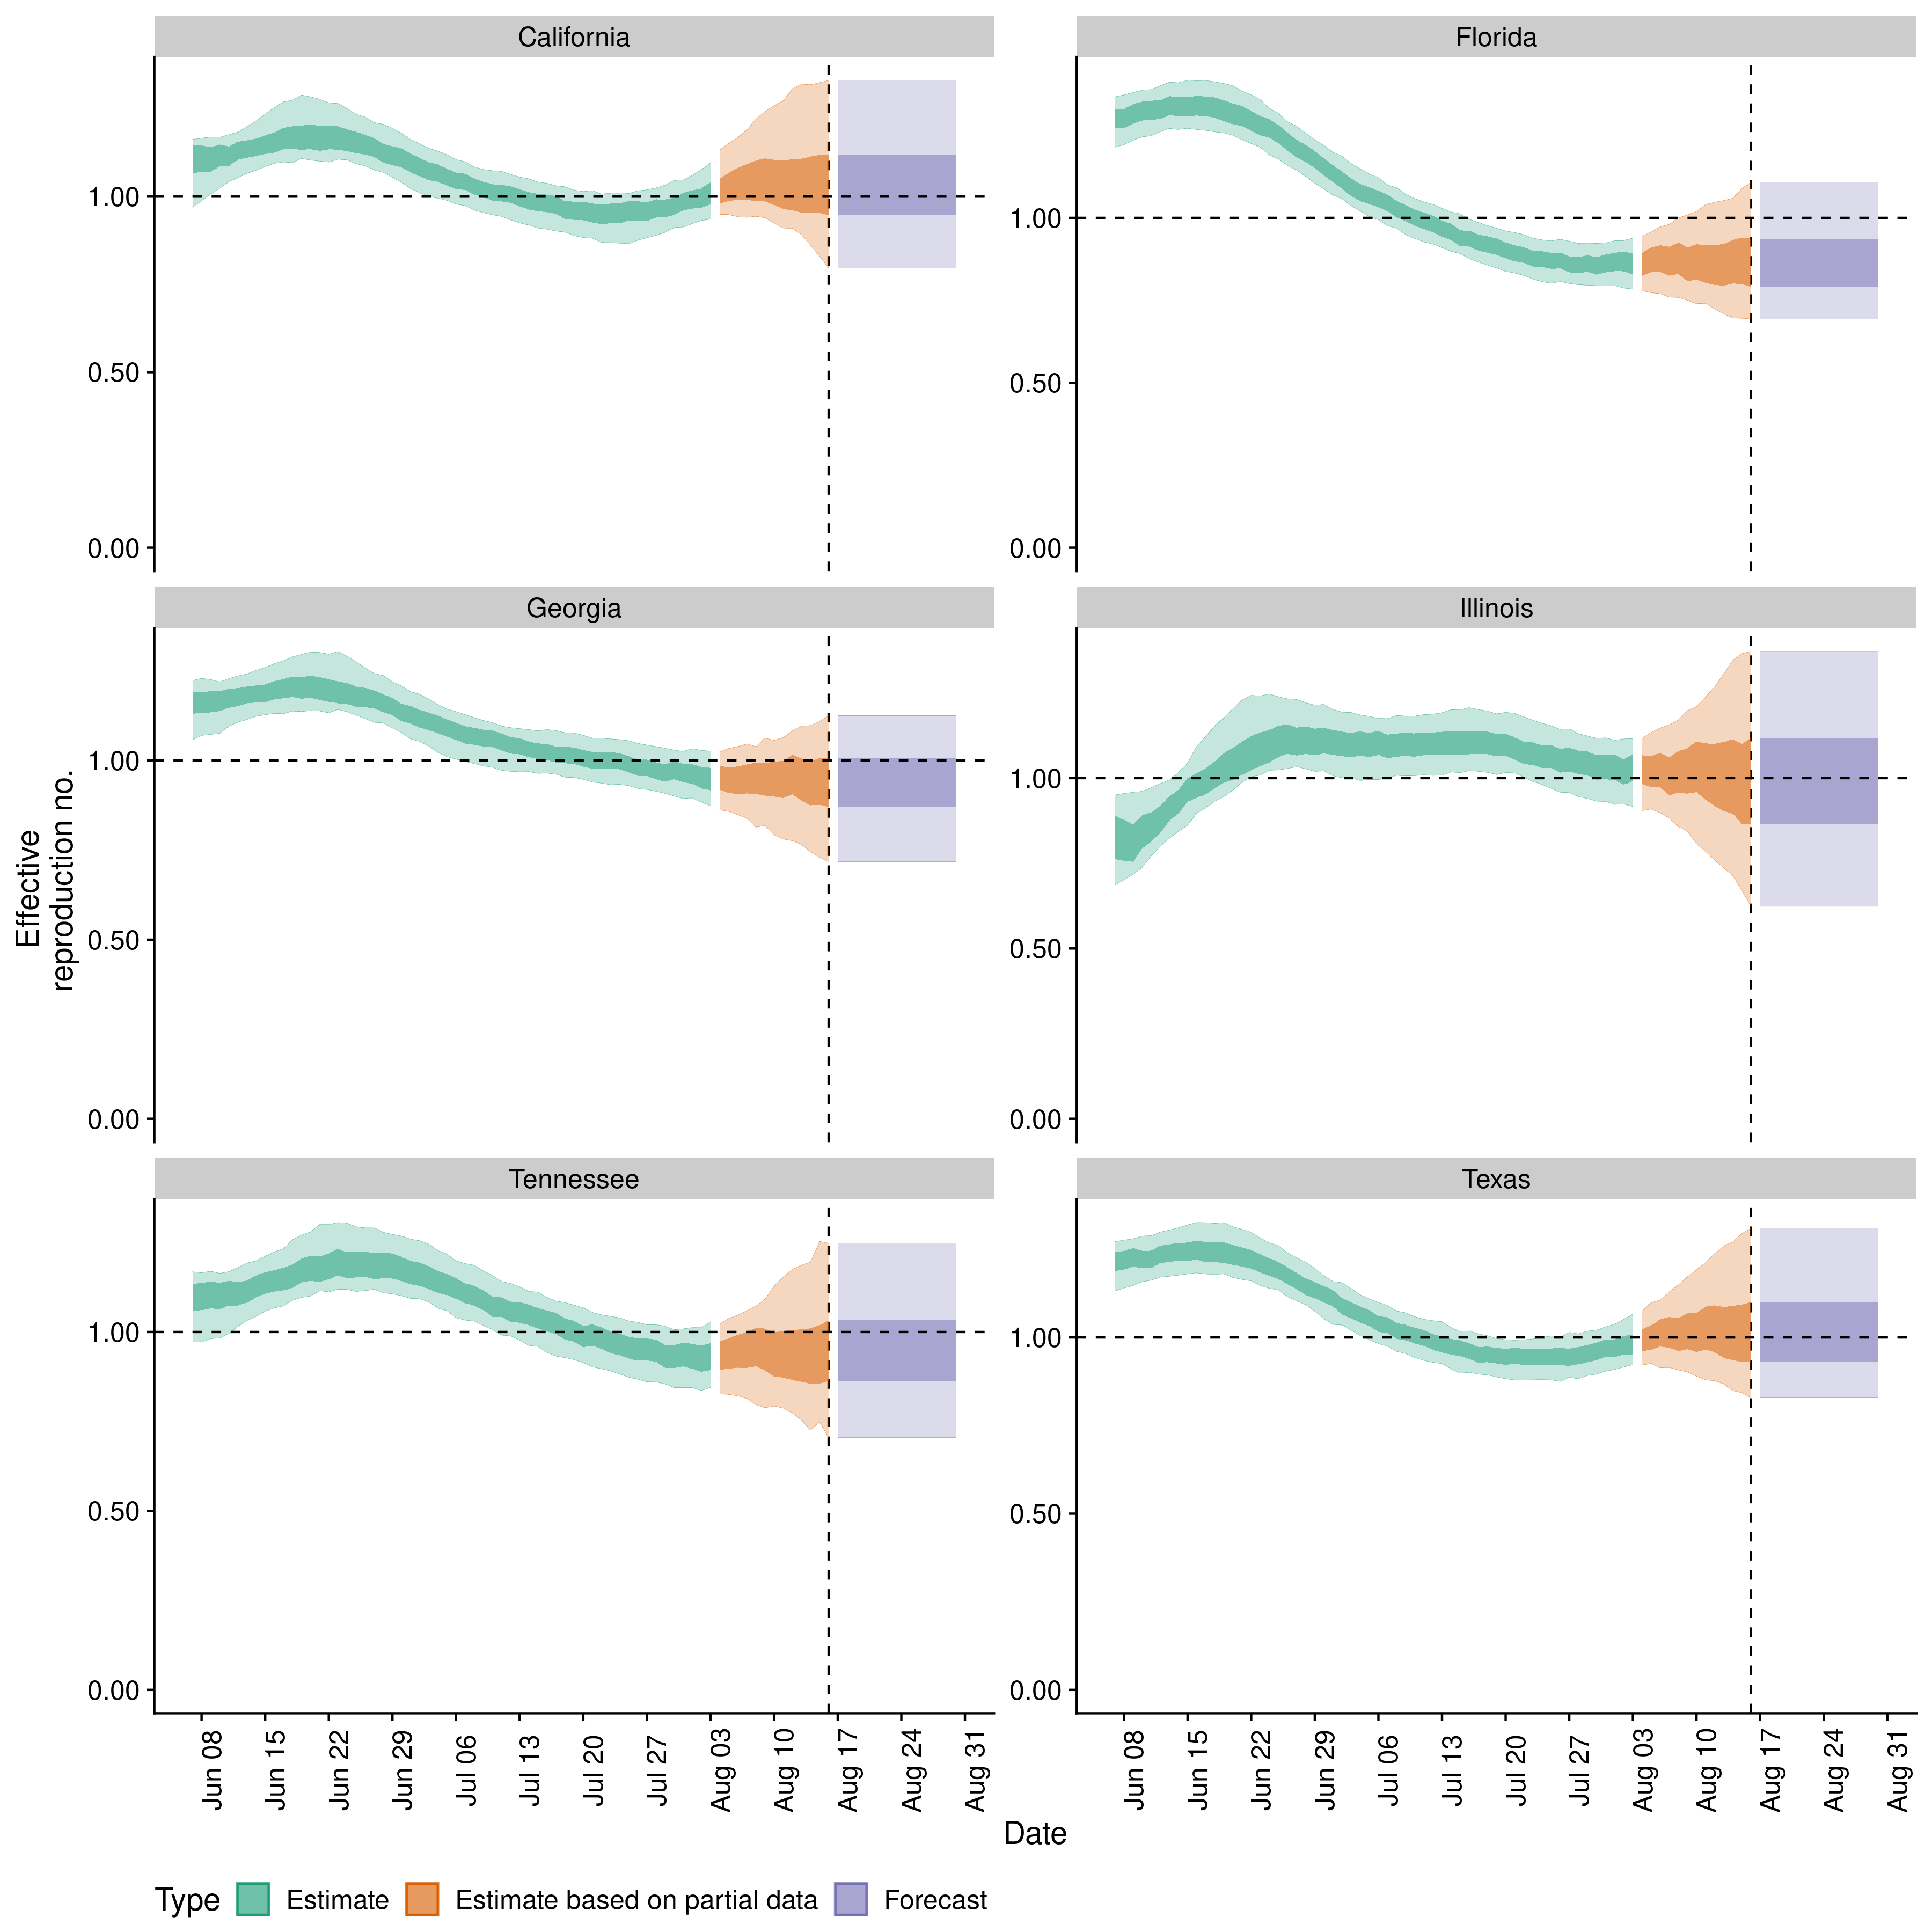 California
Florida
1.00
0.50
0.00
1.00
0.50
0.00
Georgia
Illinois
1.00
0.50
0.00
1.00
0.50
0.00
Effective
reproduction no.
Tennessee
Texas
1.00
0.50
0.00
1.00
0.50
0.00
Jun 08
Jun 15
Jun 22
Jun 29
Jul 06
Jul 13
Jul 20
Jul 27
Aug 03
Aug 10
Aug 17
Aug 24
Aug 31
Jun 08
Jun 15
Jun 22
Jun 29
Jul 06
Jul 13
Jul 20
Jul 27
Aug 03
Aug 10
Aug 17
Aug 24
Aug 31
Date
Type Estimate Estimate based on partial data Forecast